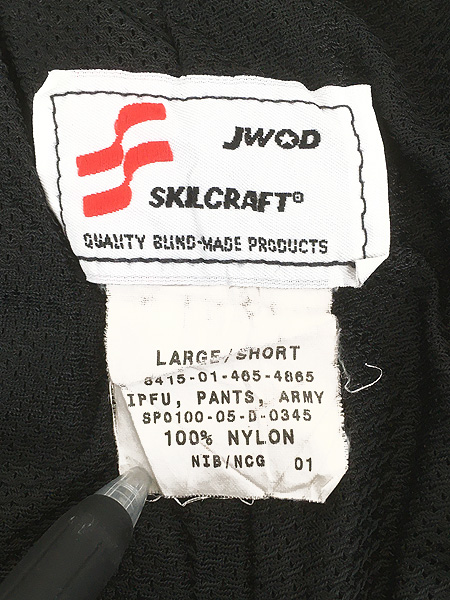 JWOD
SKILCRAFT®
QUALITY BLIND-MADE PRODUCTS
LARGE/SHORT
8415-01-465-4865
IPFU, PANTS, ARMY
SP0100-05-D-0345
100% NYLON
NIB/NCG 01